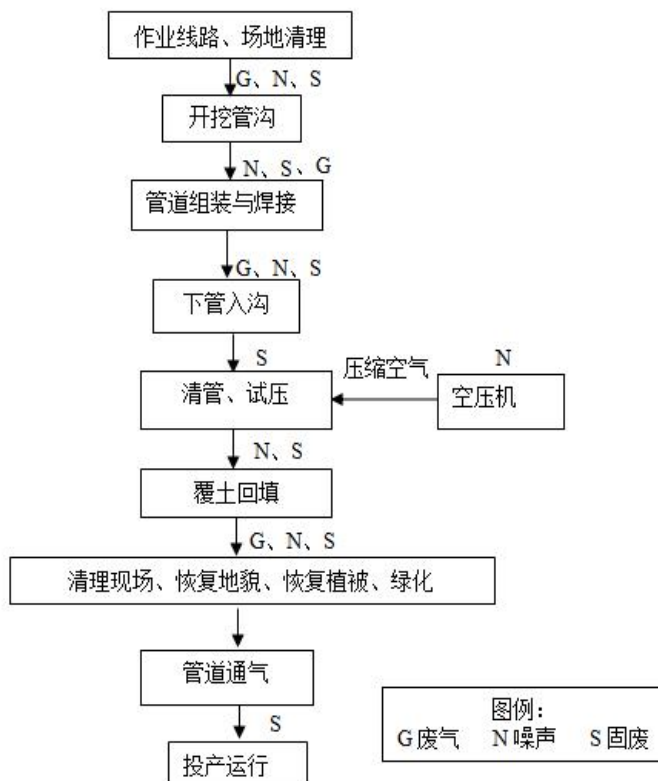 作业线路、场地清理
G、N、S
开挖管沟
N、S、G
管道组装与焊接
G、N、S
下管入沟
S
压缩空气
N
清管、试压
空压机
N、S
覆土回填
G、N、S
清理现场、恢复地貌、恢复植被、绿化
管道通气
S
投产运行
图例：
G废气 N噪声 S固废